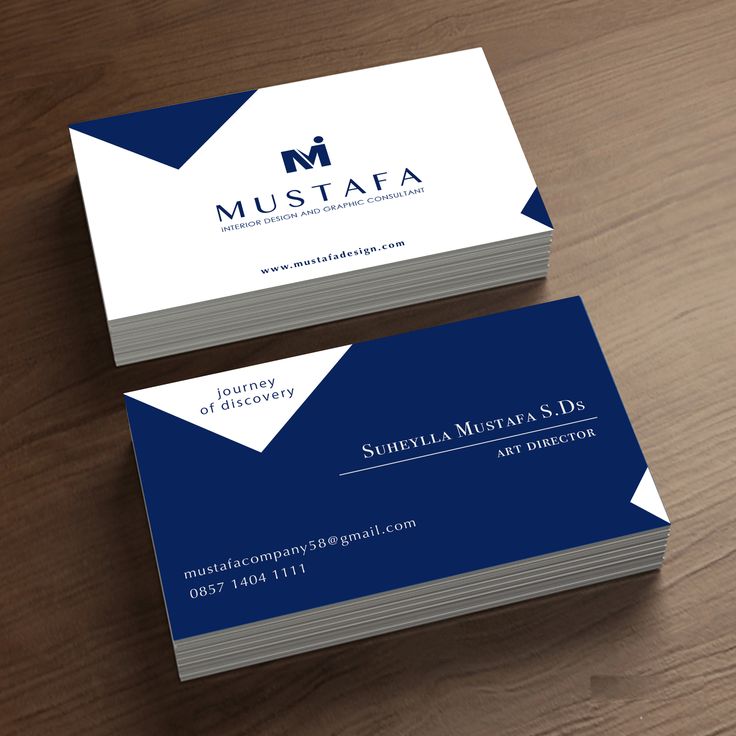 MUSTAFA
INTERIOR DESIGN AND GRAPHIC CONSULTANT
www.mustafadesign.com
journey
of discovery
SUHEYLLA MUSTAFA S.DS
ART DIRECTOR
mustafacompany58@gmail.com
0857 1404 1111